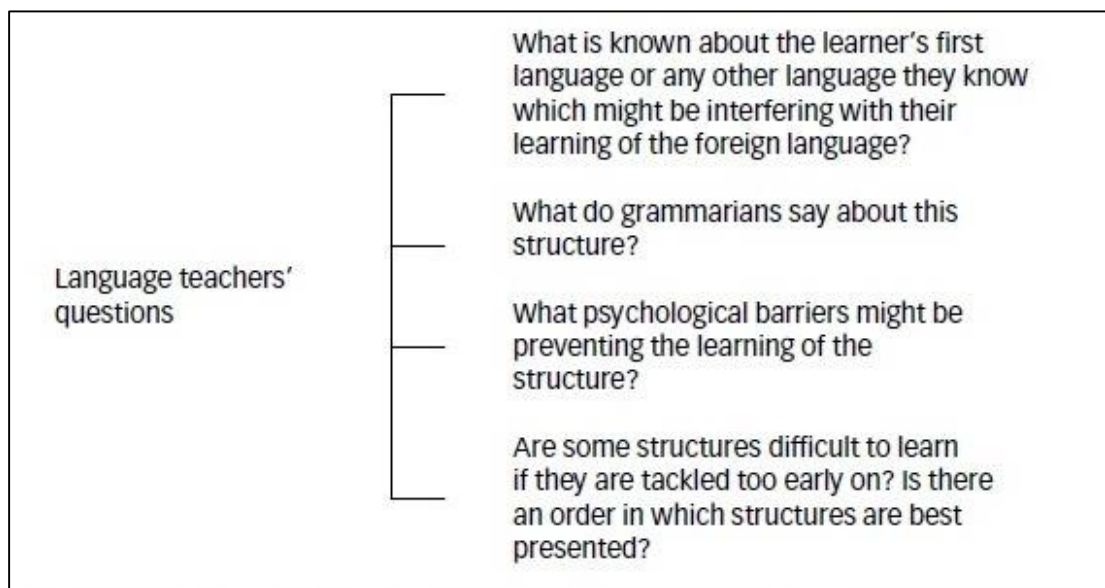 What is known about the learner's first
language or any other language they know
which might be interfering with their
learning of the foreign language?
What do grammarians say about this
structure?
Language teachers'
questions
What psychological barriers might be
preventing the learning of the
structure?
Are some structures difficult to learn
if they are tackled too early on? Is there
an order in which structures are best
presented?